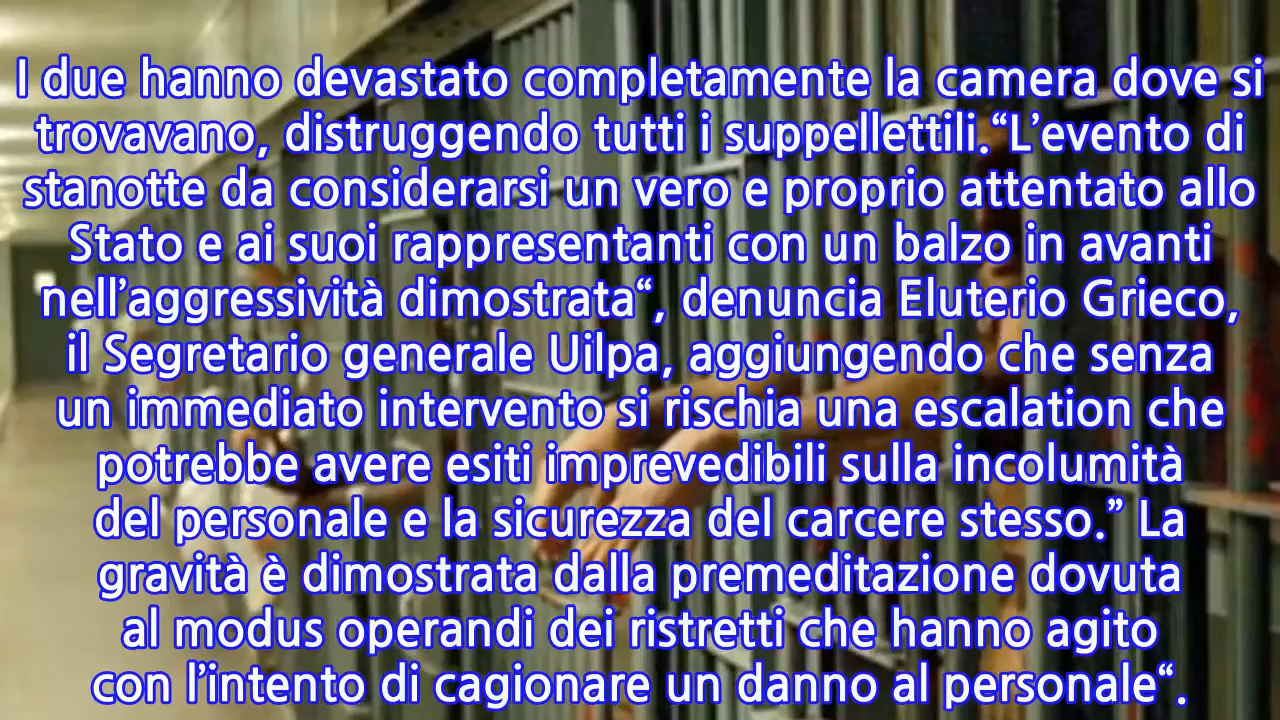 I due hanno devastato completamente la camera dove si
trovavano, distruggendo tutti i suppellettili.“L’evento di
stanotte da considerarsi un vero e proprio attentato allo
Stato e ai suoi rappresentanti con un balzo in avanti
nell’aggressività dimostrata“, denuncia Eluterio Grieco,
il Segretario generale Uilpa, aggiungendo che senza
un immediato intervento si rischia una escalation che
potrebbe avere esiti imprevedibili sulla incolumità
del personale e la sicurezza del carcere stesso.” La
gravità è dimostrata dalla premeditazione dovuta
al modus operandi dei ristretti che hanno agito
con l’intento di cagionare un danno al personale“.